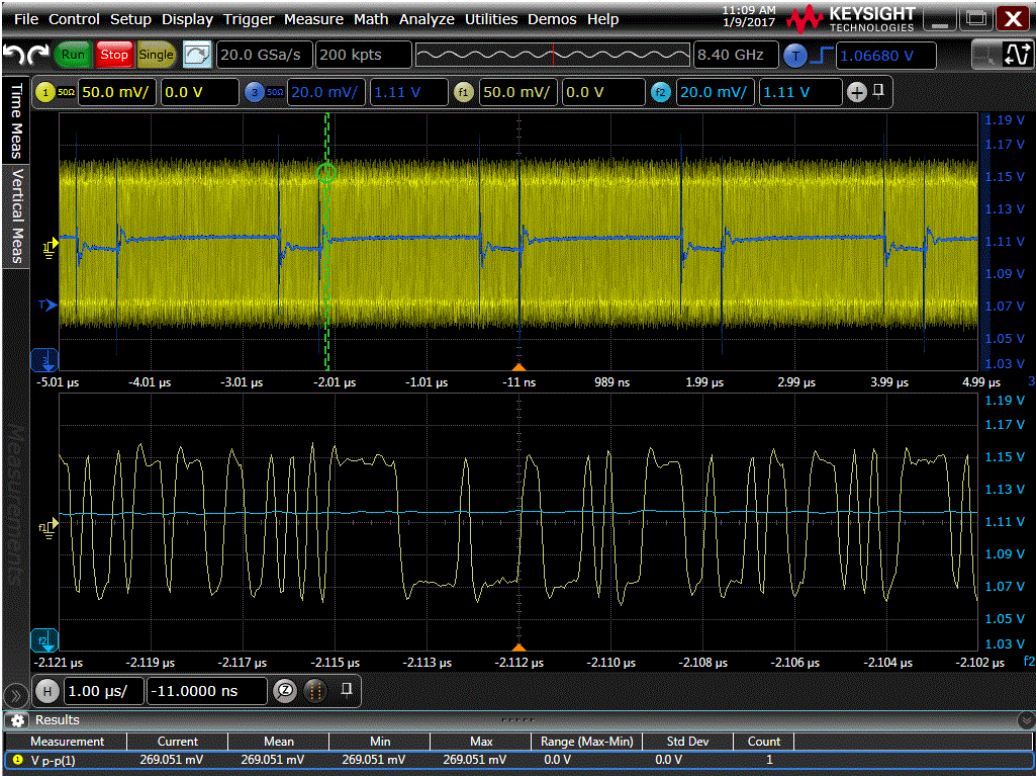 File Control Setup Display Trigger Measure Math Analyze Utilities Demos Help
11:09 AM
1/9/2017
KEYSIGHT
TECHNOLOGIES
Run Stop Single 20.0 GSa/s 200 kpts 8.40 GHz T 1.06680 V
1 50Ω 50.0 mV/ 0.0 V 3 50Ω 20.0 mV/ 1.11 V f1 50.0 mV/ 0.0 V f2 20.0 mV/ 1.11 V
Time Meas
Vertical Meas
Measurements
1.19 V
1.17 V
1.15 V
1.13 V
1.11 V
1.09 V
1.07 V
1.05 V
1.03 V
T
3
-5.01 µs -4.01 µs -3.01 µs -2.01 µs -1.01 µs -11 ns 989 ns 1.99 µs 2.99 µs 3.99 µs 4.99 µs 3
1.19 V
1.17 V
1.15 V
1.13 V
1.11 V
1.09 V
1.07 V
1.05 V
1.03 V
f1
f2
-2.121 µs -2.119 µs -2.117 µs -2.115 µs -2.113 µs -2.112 µs -2.110 µs -2.108 µs -2.106 µs -2.104 µs -2.102 µs f2
H 1.00 µs/ -11.0000 ns Z
Results
Measurement Current Mean Min Max Range (Max-Min) Std Dev Count
1 V p-p(1) 269.051 mV 269.051 mV 269.051 mV 269.051 mV 0.0 V 0.0 V 1